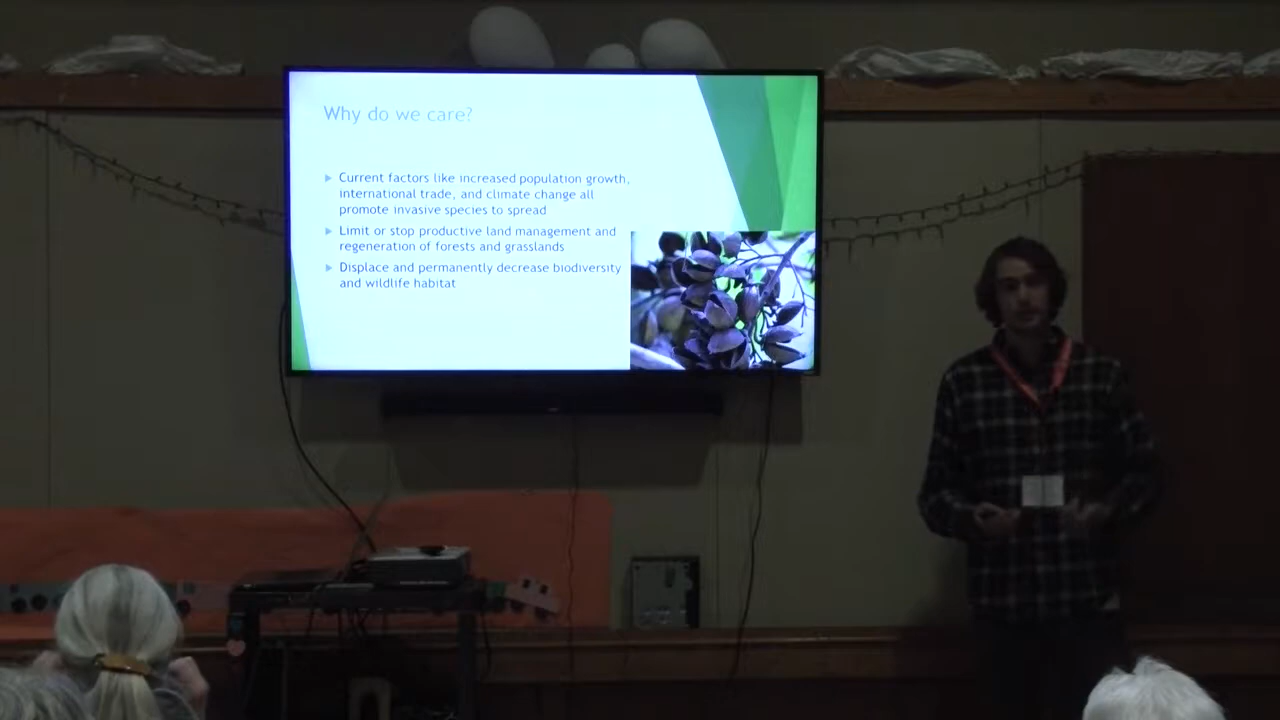 Why do we care?
Current factors like increased population growth,
international trade, and climate change all
promote invasive species to spread
Limit or stop productive land management and
regeneration of forests and grasslands
Displace and permanently decrease biodiversity
and wildlife habitat